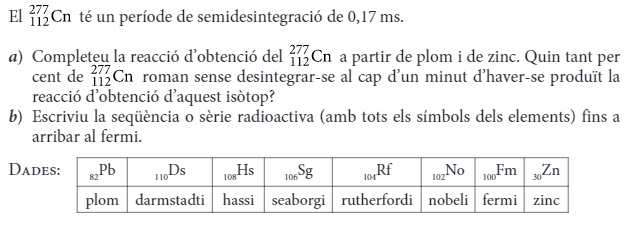 El ²⁷⁷₁₁₂Cn té un període de semidesintegració de 0,17 ms.
a) Completeu la reacció d’obtenció del ²⁷⁷₁₁₂Cn a partir de plom i de zinc. Quin tant per
cent de ²⁷⁷₁₁₂Cn roman sense desintegrar-se al cap d’un minut d’haver-se produït la
reacció d’obtenció d’aquest isòtop?
b) Escriviu la seqüència o sèrie radioactiva (amb tots els símbols dels elements) fins a
arribar al fermi.
DADES: ₈₂Pb ₁₁₀Ds ₁₀₈Hs ₁₀₆Sg ₁₀₄Rf ₁₀₂No ₁₀₀Fm ₃₀Zn
plom darmstadti hassi seaborgi rutherfordi nobeli fermi zinc